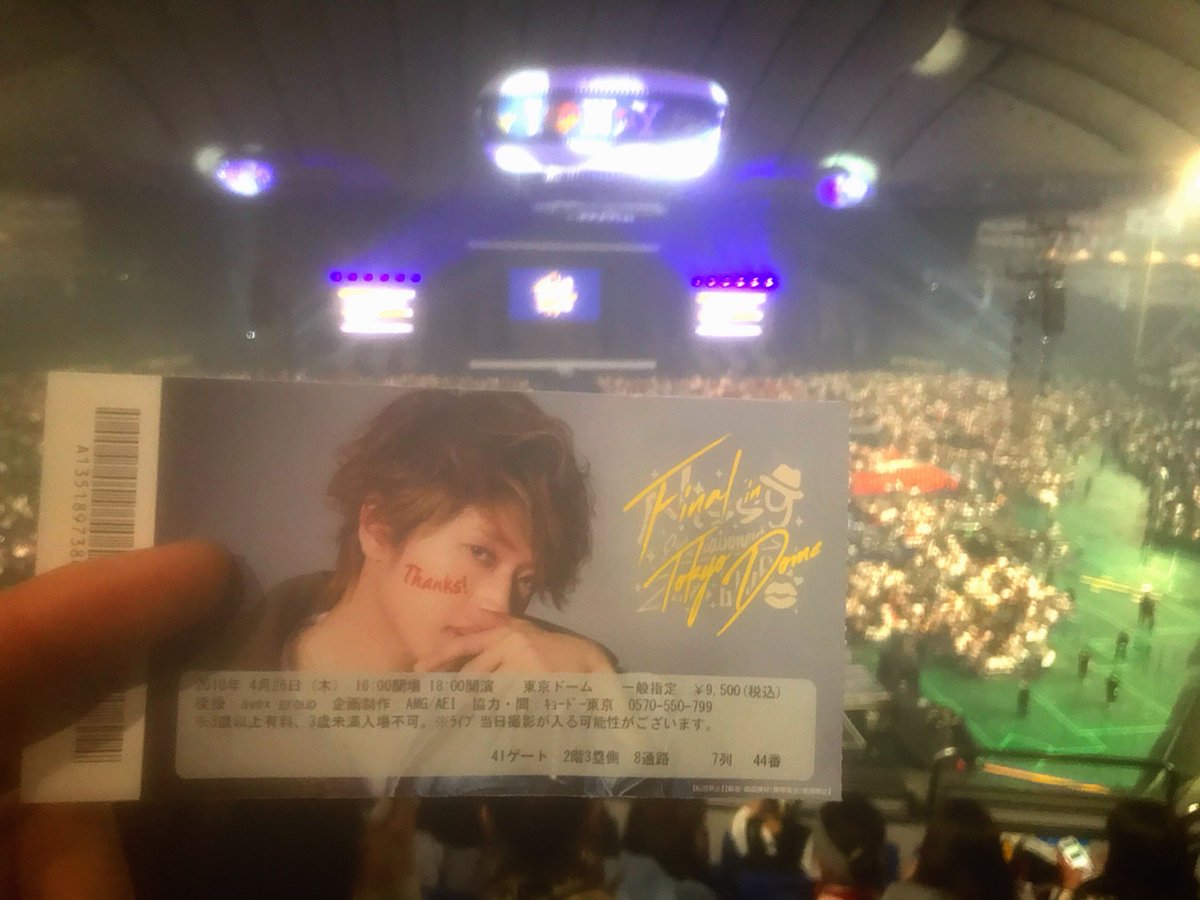 A135189738
Thanks!
Final in
Tokyo Dome
2018年 4月26日 (木) 16:00開場 18:00開演 東京ドーム 一般指定 ¥9,500(税込)
後援 avex group 企画制作 AMG/AEI 協力・問:ｷｮｰﾄﾞｰ東京 0570-550-799
※3歳以上有料、3歳未満入場不可。※ﾗｲﾌﾞ当日撮影が入る可能性がございます。
41ゲート 2階3塁側 8通路 7列 44番